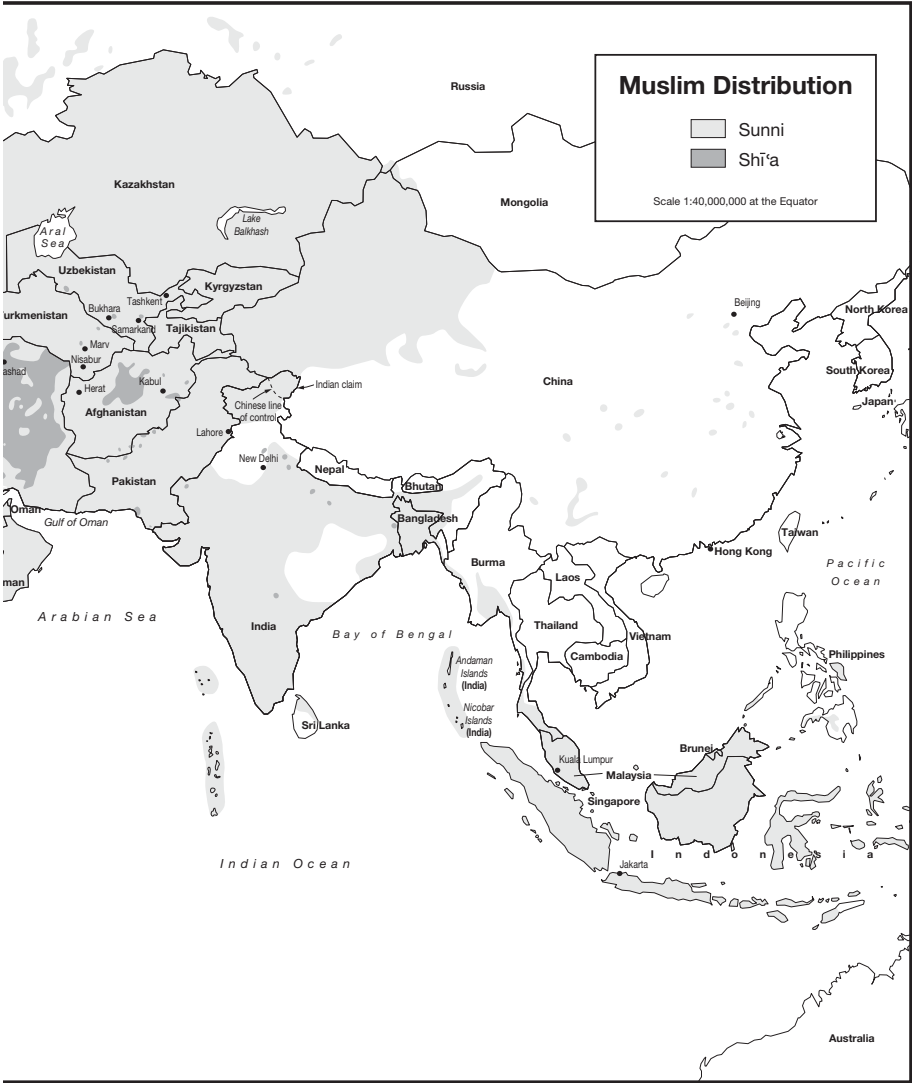 Russia
Muslim Distribution
Sunni
Shīʿa
Scale 1:40,000,000 at the Equator
Kazakhstan
Mongolia
Lake
Balkhash
Aral
Sea
Uzbekistan
Kyrgyzstan
Tashkent
Bukhara
Samarkand
Tajikistan
urkmenistan
Marv
Nisabur
ashad
Herat
Kabul
Afghanistan
Indian claim
Chinese line
of control
Lahore
New Delhi
Pakistan
Nepal
Bhutan
Bangladesh
Oman
Gulf of Oman
man
Beijing
North Korea
South Korea
Japan
China
Taiwan
Hong Kong
Pacific
Ocean
Burma
Laos
Thailand
Vietnam
Cambodia
Philippines
Arabian Sea
India
Bay of Bengal
Andaman
Islands
(India)
Nicobar
Islands
(India)
Sri Lanka
Kuala Lumpur
Brunei
Malaysia
Singapore
Indonesia
Jakarta
Indian Ocean
Australia